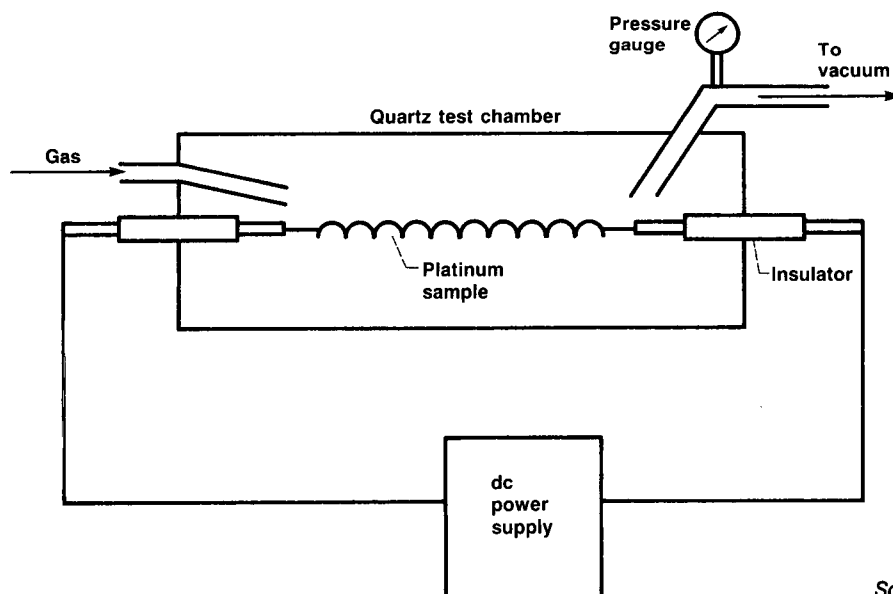 Pressure
gauge
To
vacuum
Quartz test chamber
Gas
Platinum
sample
Insulator
dc
power
supply